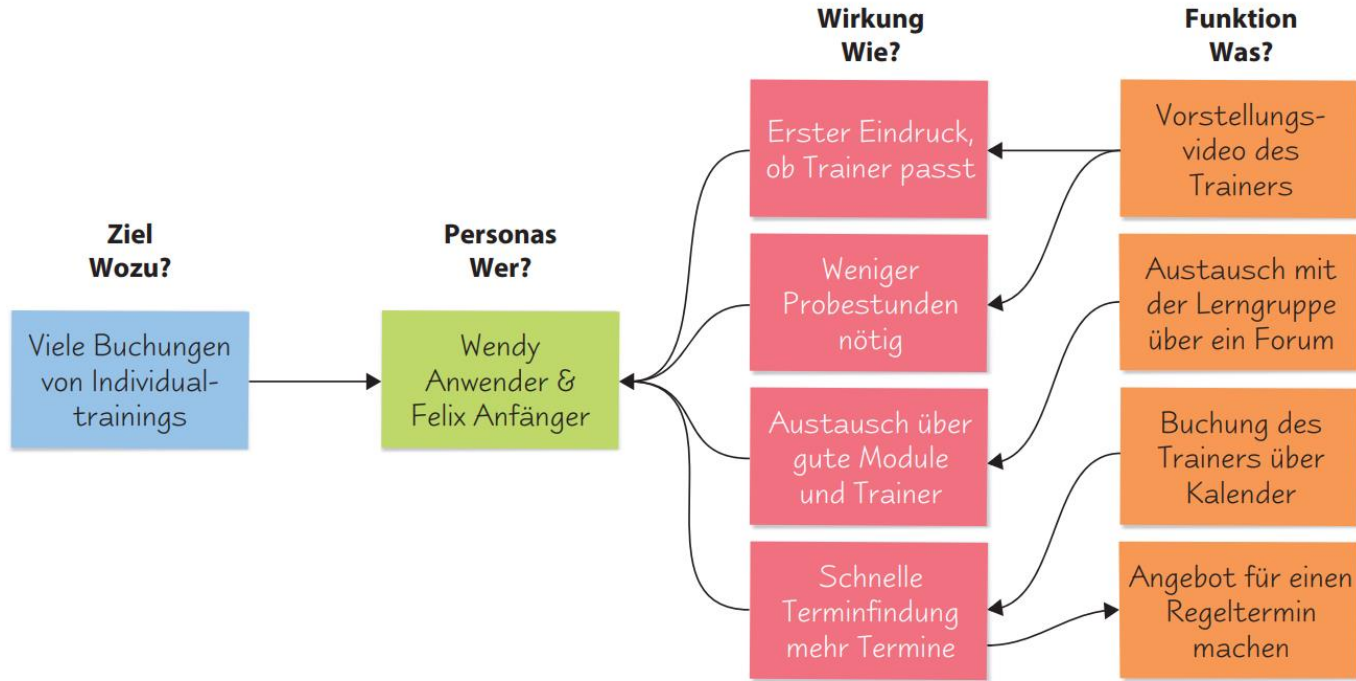 Ziel
Wozu?
Viele Buchungen
von Individual-
trainings
Personas
Wer?
Wendy
Anwender &
Felix Anfänger
Wirkung
Wie?
Erster Eindruck,
ob Trainer passt
Weniger
Probestunden
nötig
Austausch über
gute Module
und Trainer
Schnelle
Terminfindung
mehr Termine
Funktion
Was?
Vorstellungs-
video des
Trainers
Austausch mit
der Lerngruppe
über ein Forum
Buchung des
Trainers über
Kalender
Angebot für einen
Regeltermin
machen